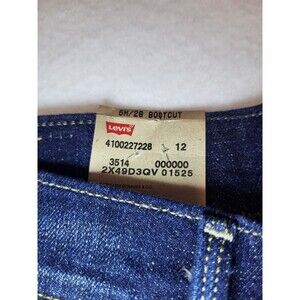 6M/28 BOOTCUT
Levi's
4100227228 12
3514 000000
2X49D3QV 01525